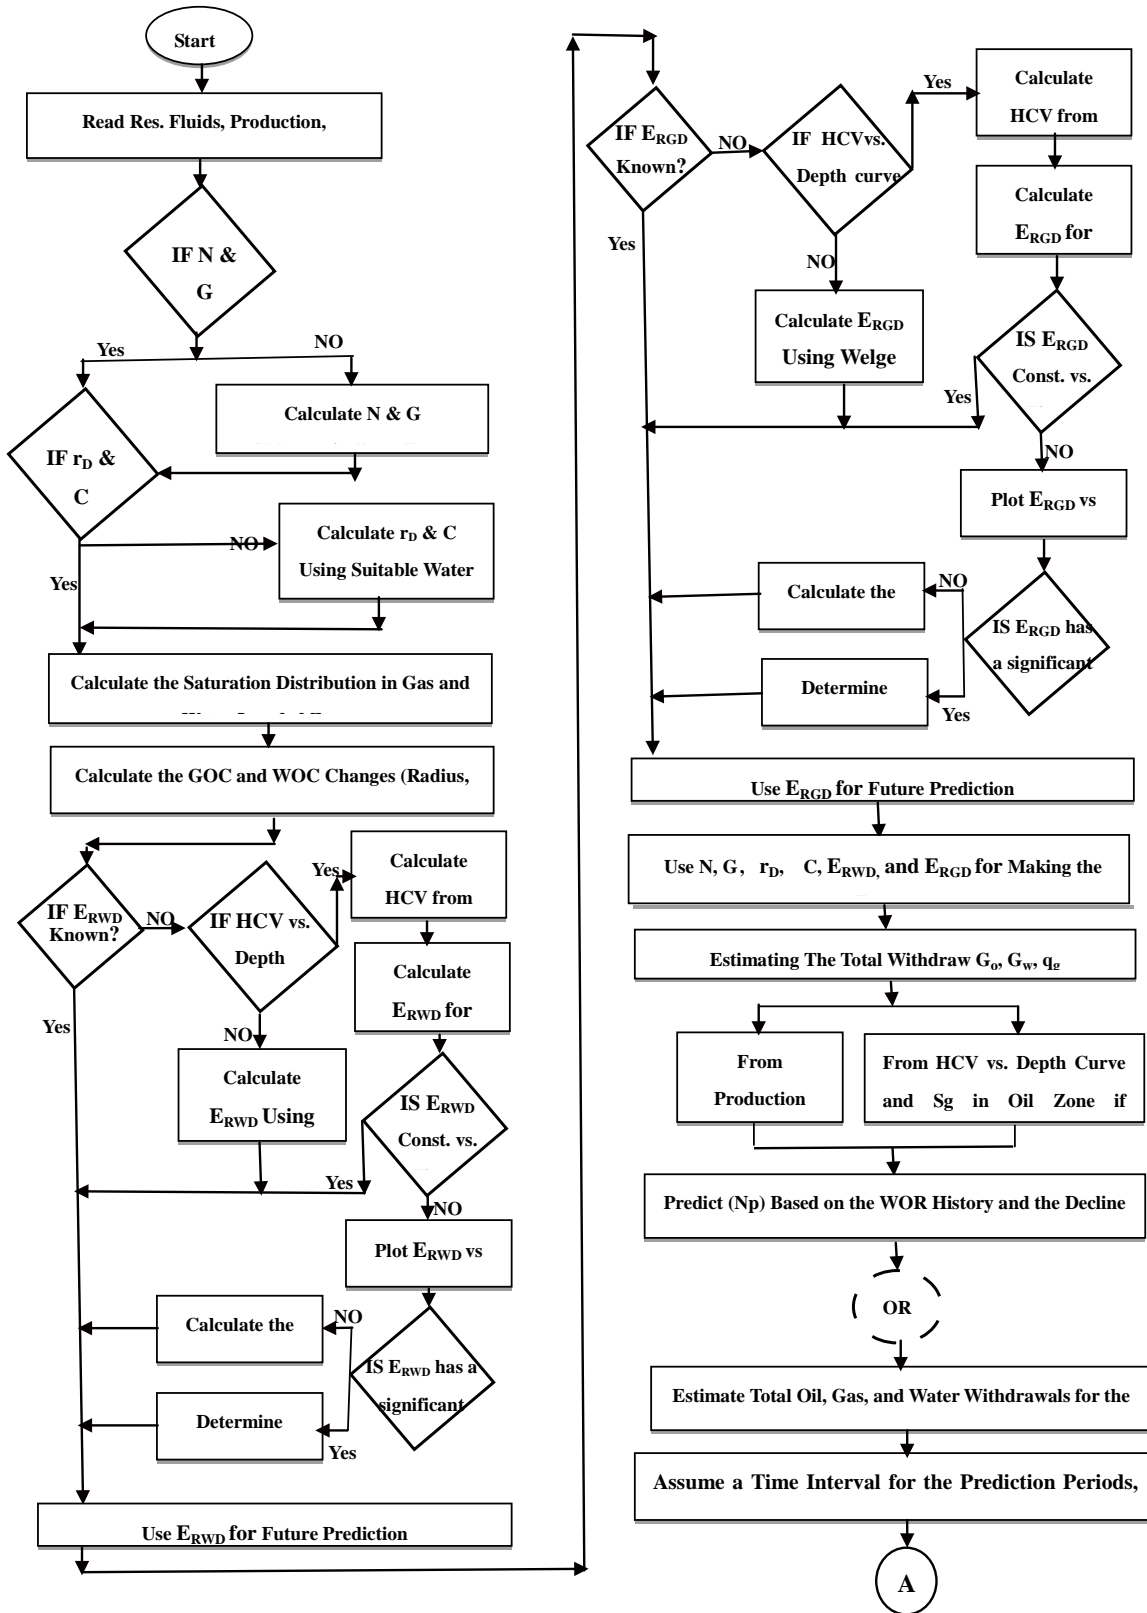 Start
Read Res. Fluids, Production,
IF N &
G
Yes
NO
Calculate N & G
IF rD &
C
NO
Calculate rD & C
Using Suitable Water
Yes
Calculate the Saturation Distribution in Gas and
Calculate the GOC and WOC Changes (Radius,
IF ERWD
Known?
NO
IF HCV vs.
Depth
Yes
Calculate
HCV from
Calculate
ERWD for
Yes
NO
Calculate
ERWD Using
IS ERWD
Const. vs.
Yes
NO
Plot ERWD vs
Calculate the
NO
IS ERWD has a
significant
Determine
Yes
Use ERWD for Future Prediction
IF ERGD
Known?
NO
IF HCVvs.
Depth curve
Yes
Calculate
HCV from
Calculate
ERGD for
Yes
NO
Calculate ERGD
Using Welge
IS ERGD
Const. vs.
Yes
NO
Plot ERGD vs
Calculate the
NO
IS ERGD has
a significant
Determine
Yes
Use ERGD for Future Prediction
Use N, G, rD, C, ERWD, and ERGD for Making the
Estimating The Total Withdraw Go, Gw, qg
From
Production
From HCV vs. Depth Curve
and Sg in Oil Zone if
Predict (Np) Based on the WOR History and the Decline
OR
Estimate Total Oil, Gas, and Water Withdrawals for the
Assume a Time Interval for the Prediction Periods,
A